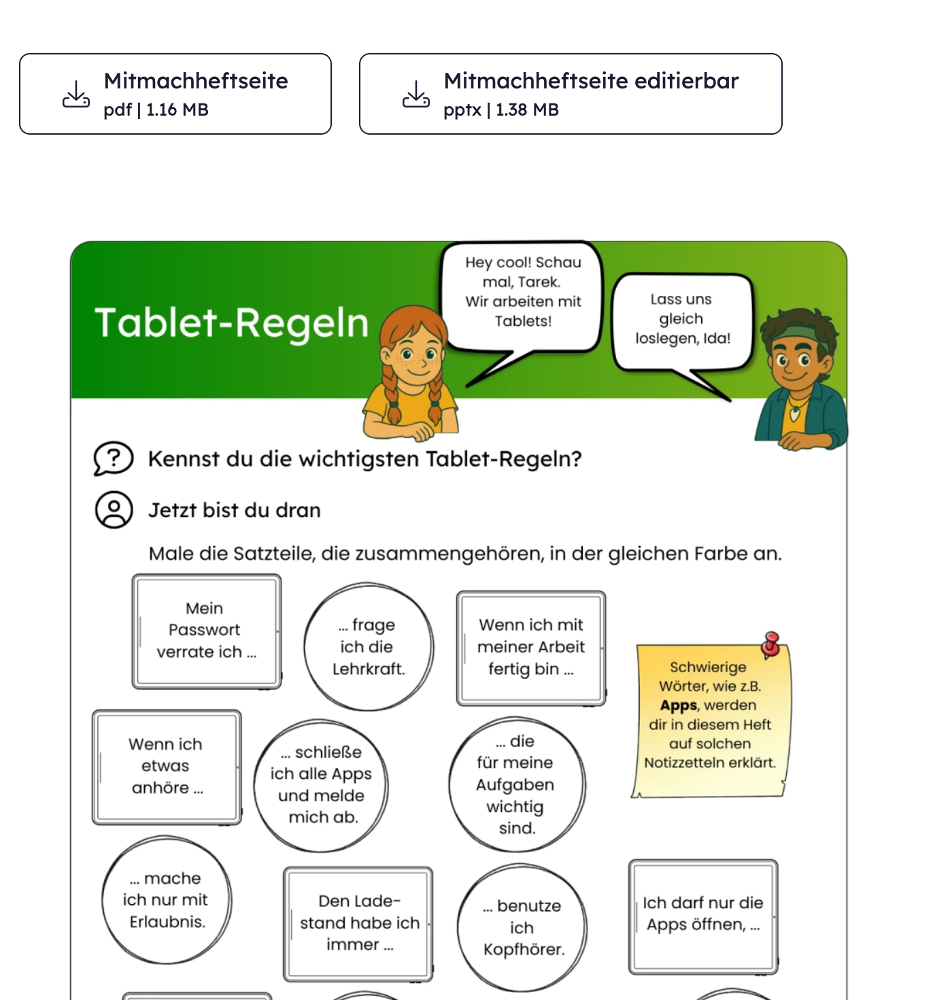 Mitmachheftseite
pdf | 1.16 MB
Mitmachheftseite editierbar
pptx | 1.38 MB
Tablet-Regeln
Hey cool! Schau
mal, Tarek.
Wir arbeiten mit
Tablets!
Lass uns
gleich
loslegen, Ida!
?
Kennst du die wichtigsten Tablet-Regeln?
Jetzt bist du dran
Male die Satzteile, die zusammengehören, in der gleichen Farbe an.
Mein
Passwort
verrate ich ...
... frage
ich die
Lehrkraft.
Wenn ich mit
meiner Arbeit
fertig bin ...
Schwierige
Wörter, wie z.B.
Apps, werden
dir in diesem Heft
auf solchen
Notizzetteln erklärt.
Wenn ich
etwas
anhöre ...
... schließe
ich alle Apps
und melde
mich ab.
... die
für meine
Aufgaben
wichtig
sind.
... mache
ich nur mit
Erlaubnis.
Den Lade-
stand habe ich
immer ...
... benutze
ich
Kopfhörer.
Ich darf nur die
Apps öffnen, ...